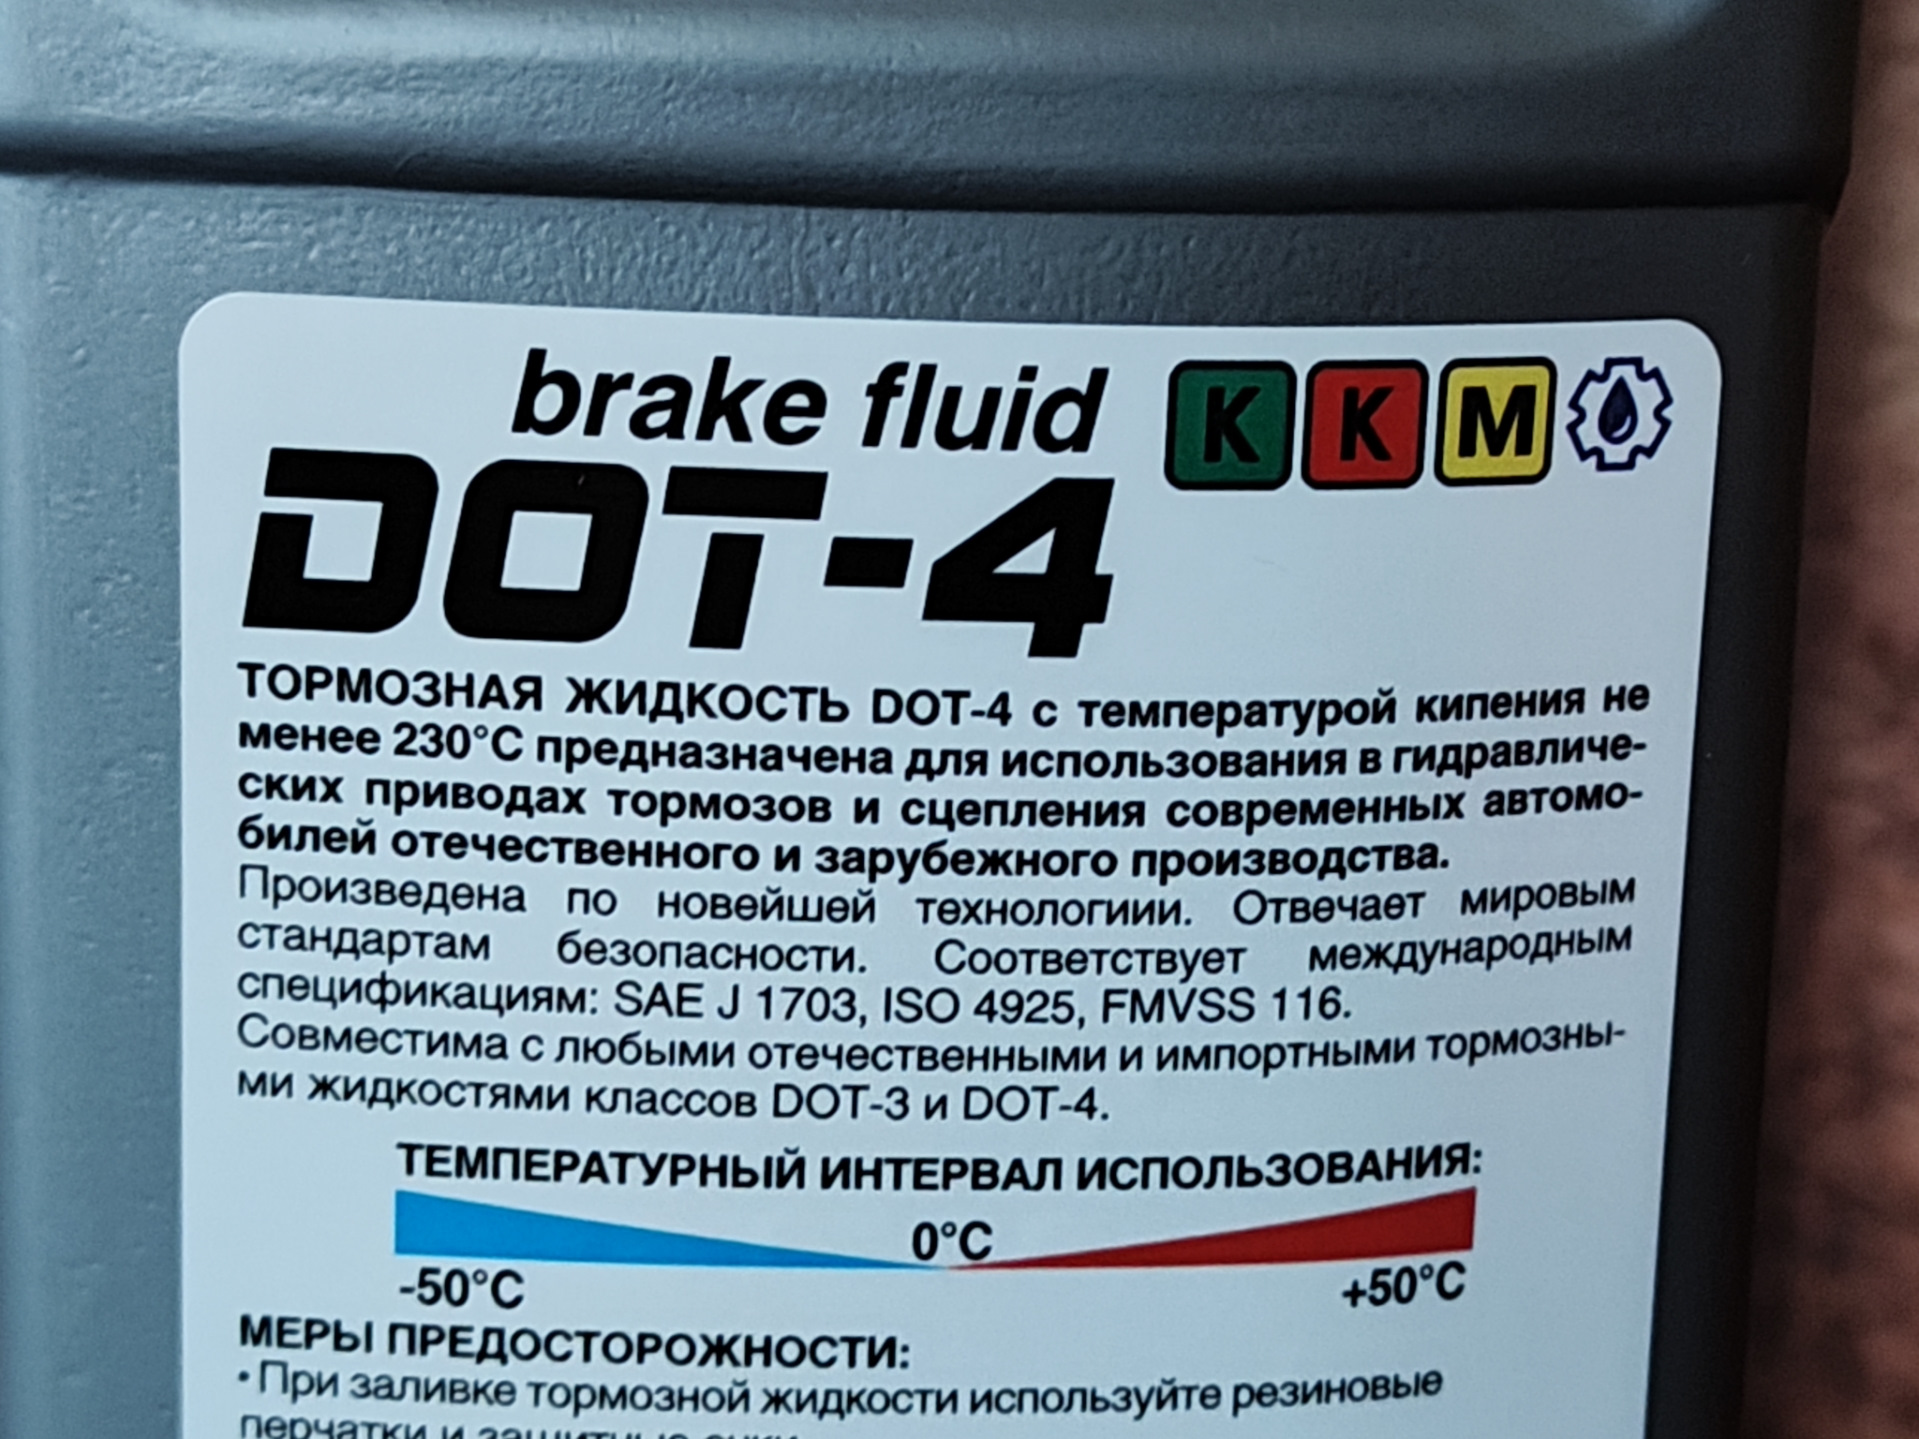 brake fluid K K M
DOT-4
ТОРМОЗНАЯ ЖИДКОСТЬ DOT-4 с температурой кипения не
менее 230°С предназначена для использования в гидравличе-
ских приводах тормозов и сцепления современных автомо-
билей отечественного и зарубежного производства.
Произведена по новейшей технологиии. Отвечает мировым
стандартам безопасности. Соответствует международным
спецификациям: SAE J 1703, ISO 4925, FMVSS 116.
Совместима с любыми отечественными и импортными тормозны-
ми жидкостями классов DOT-3 и DOT-4.
ТЕМПЕРАТУРНЫЙ ИНТЕРВАЛ ИСПОЛЬЗОВАНИЯ:
0°C
-50°C +50°C
МЕРЫ ПРЕДОСТОРОЖНОСТИ:
• При заливке тормозной жидкости используйте резиновые
перчатки и защитные очки